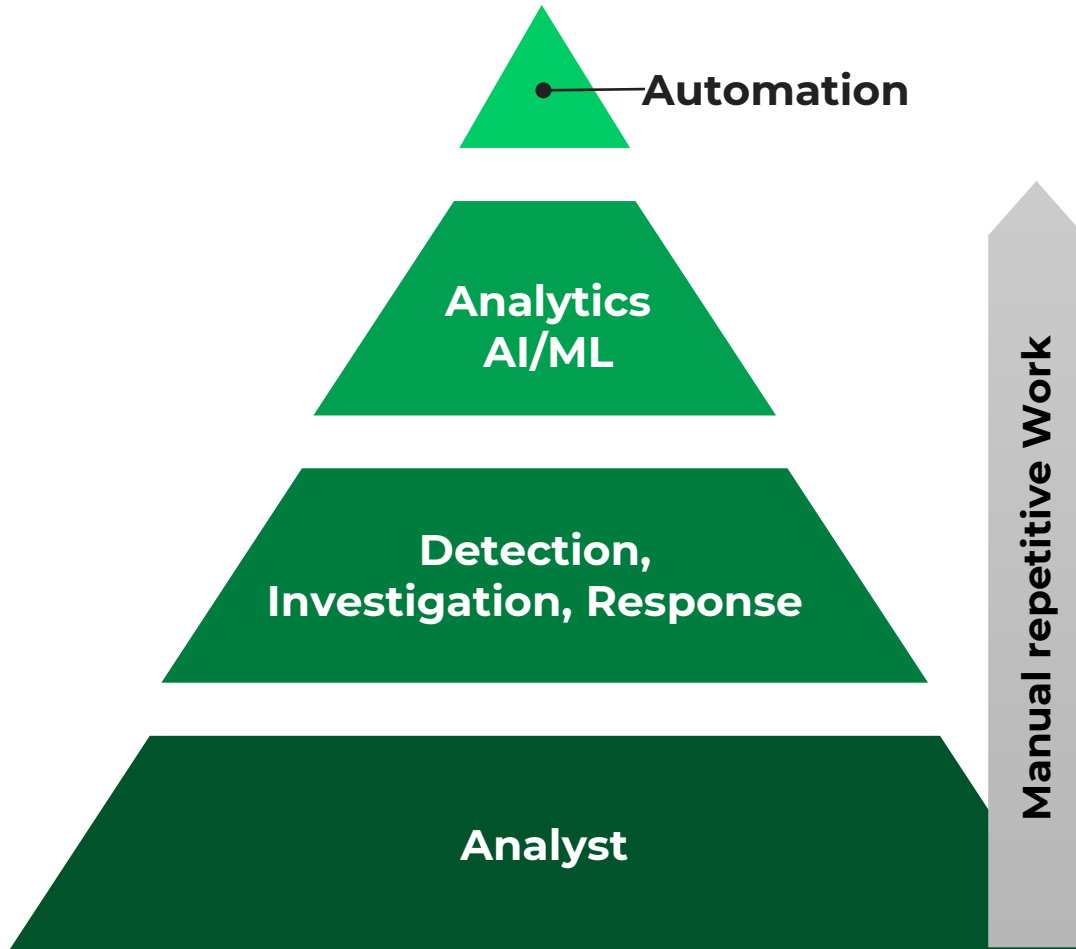 Automation
Analytics
AI/ML
Detection,
Investigation, Response
Analyst
Manual repetitive Work